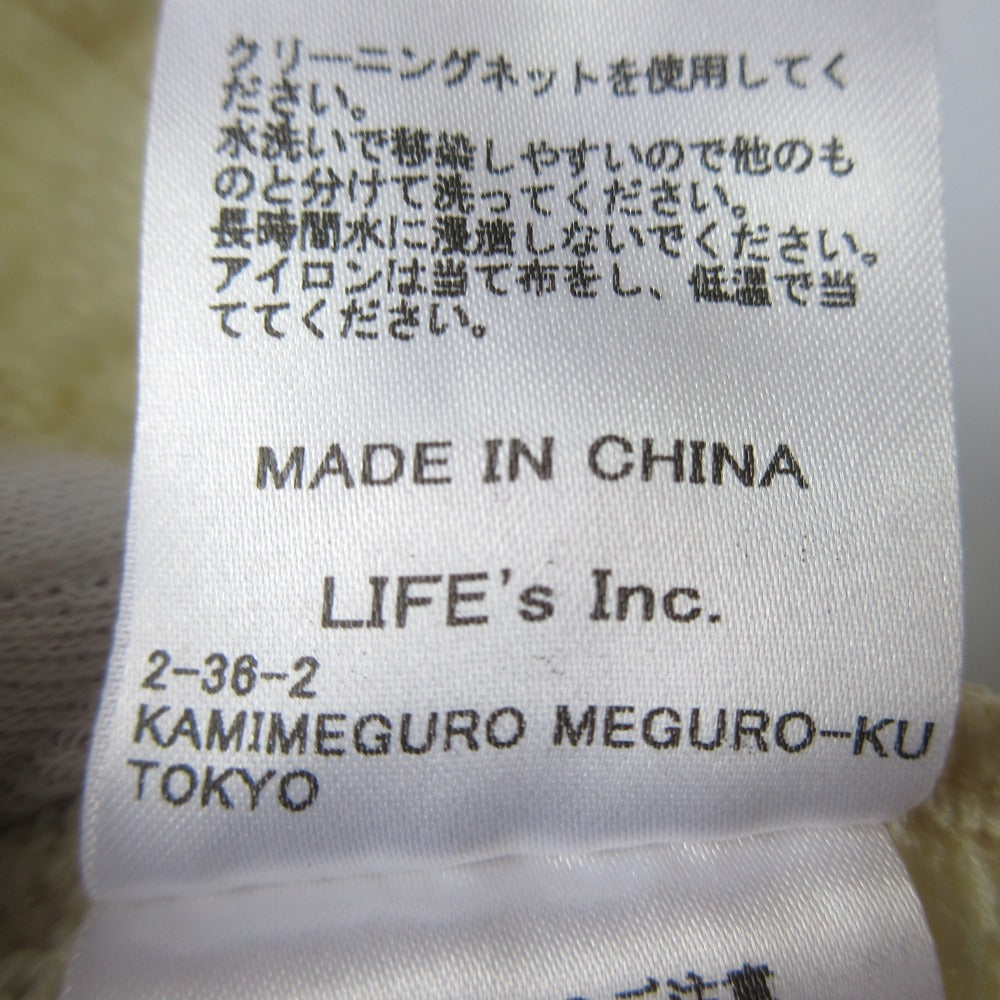 クリーニングネットを使用してく
ださい。
水洗いで移染しやすいので他のも
のと分けて洗ってください。
長時間水に浸漬しないでください。
アイロンは当て布をし、低温で当
ててください。
MADE IN CHINA
LIFE's Inc.
2-36-2
KAMIMEGURO MEGURO-KU
TOKYO
ご注意